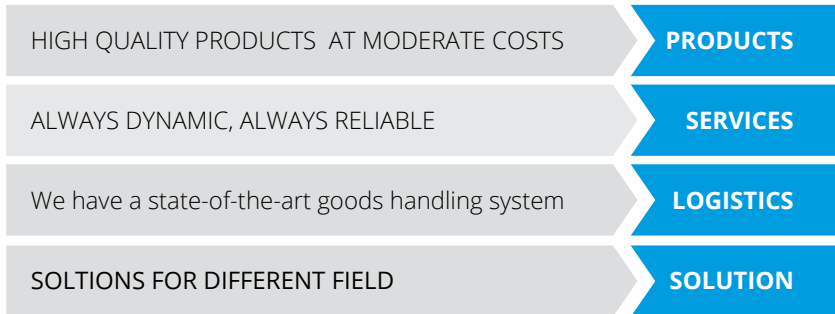 HIGH QUALITY PRODUCTS  AT MODERATE COSTS PRODUCTS
ALWAYS DYNAMIC, ALWAYS RELIABLE SERVICES
We have a state-of-the-art goods handling system LOGISTICS
SOLTIONS FOR DIFFERENT FIELD SOLUTION